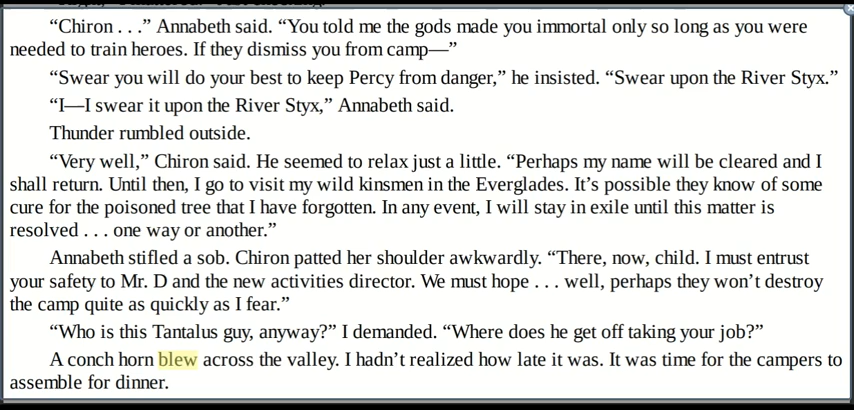 “Chiron . . .” Annabeth said. “You told me the gods made you immortal only so long as you were
needed to train heroes. If they dismiss you from camp—”
“Swear you will do your best to keep Percy from danger,” he insisted. “Swear upon the River Styx.”
“I—I swear it upon the River Styx,” Annabeth said.
Thunder rumbled outside.
“Very well,” Chiron said. He seemed to relax just a little. “Perhaps my name will be cleared and I
shall return. Until then, I go to visit my wild kinsmen in the Everglades. It’s possible they know of some
cure for the poisoned tree that I have forgotten. In any event, I will stay in exile until this matter is
resolved . . . one way or another.”
Annabeth stifled a sob. Chiron patted her shoulder awkwardly. “There, now, child. I must entrust
your safety to Mr. D and the new activities director. We must hope . . . well, perhaps they won’t destroy
the camp quite as quickly as I fear.”
“Who is this Tantalus guy, anyway?” I demanded. “Where does he get off taking your job?”
A conch horn blew across the valley. I hadn’t realized how late it was. It was time for the campers to
assemble for dinner.